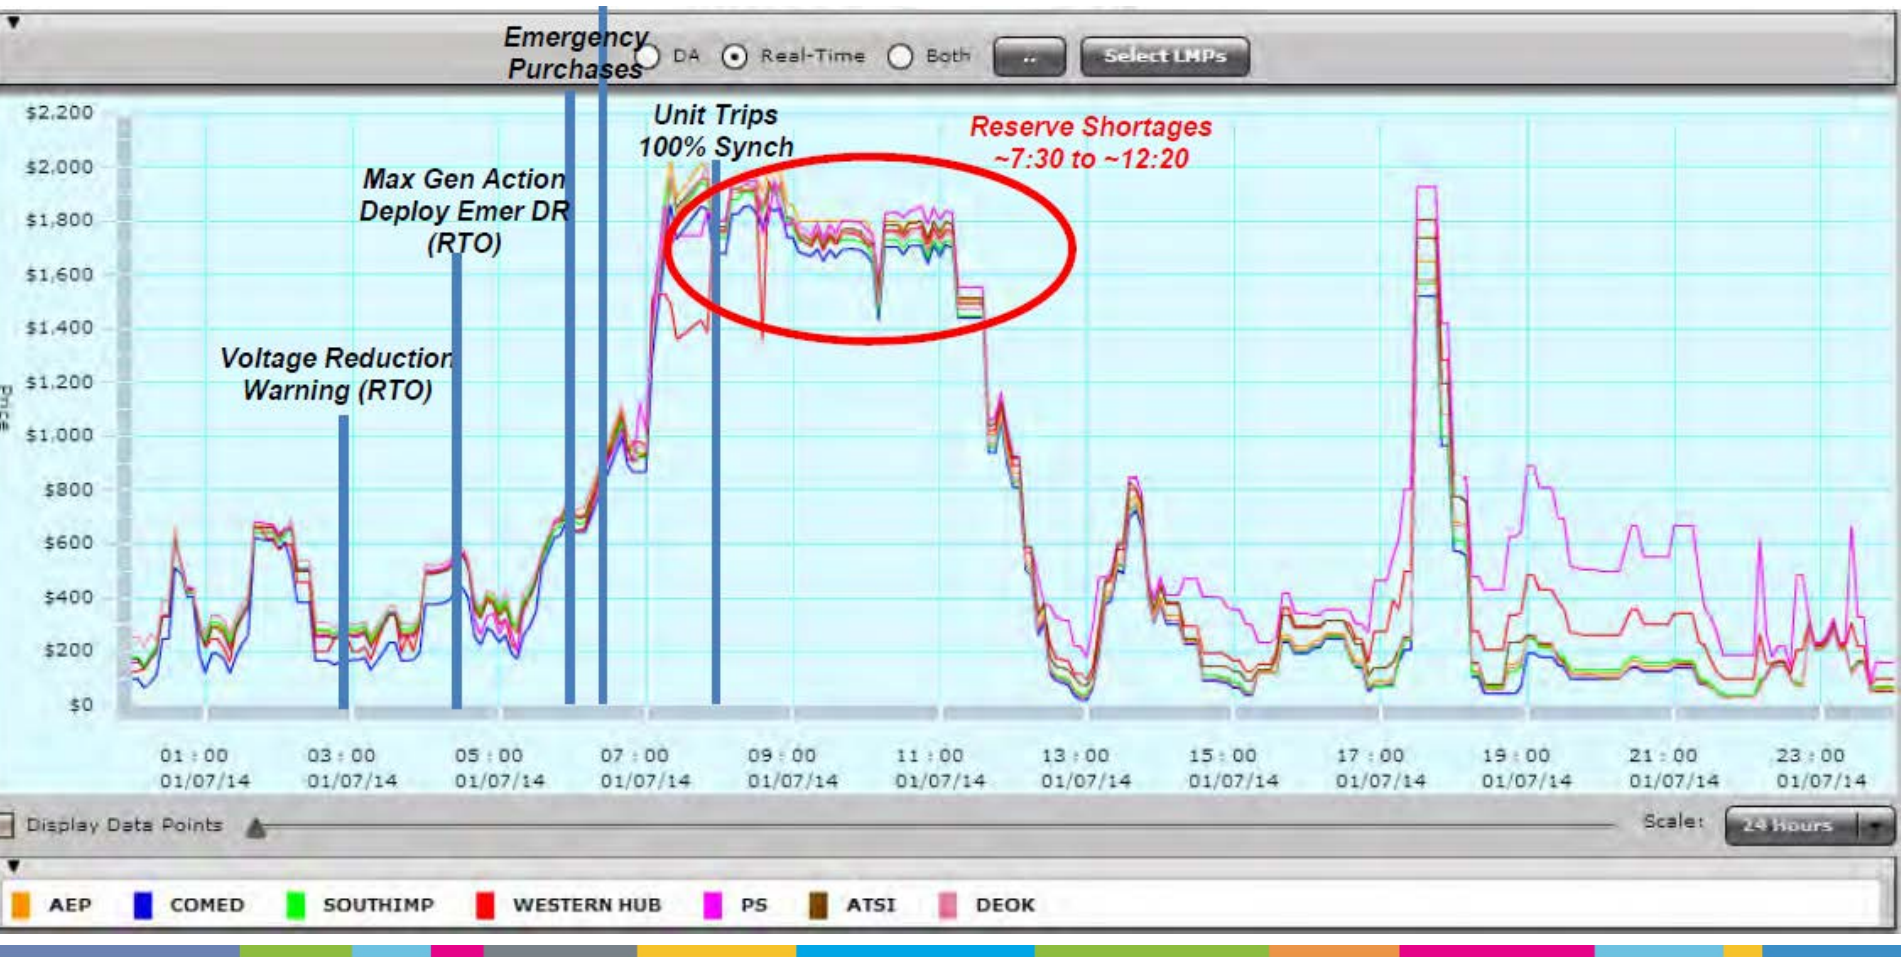 Emergency
Purchases
DA Real-Time Both .. Select LMPs
Unit Trips
100% Synch
Reserve Shortages
~7:30 to ~12:20
Max Gen Action
Deploy Emer DR
(RTO)
Voltage Reduction
Warning (RTO)
Price
$2,200
$2,000
$1,800
$1,600
$1,400
$1,200
$1,000
$800
$600
$400
$200
$0
01:00 03:00 05:00 07:00 09:00 11:00 13:00 15:00 17:00 19:00 21:00 23:00
01/07/14 01/07/14 01/07/14 01/07/14 01/07/14 01/07/14 01/07/14 01/07/14 01/07/14 01/07/14 01/07/14 01/07/14
Display Data Points Scale: 24 Hours
AEP COMED SOUTHIMP WESTERN HUB PS ATSI DEOK